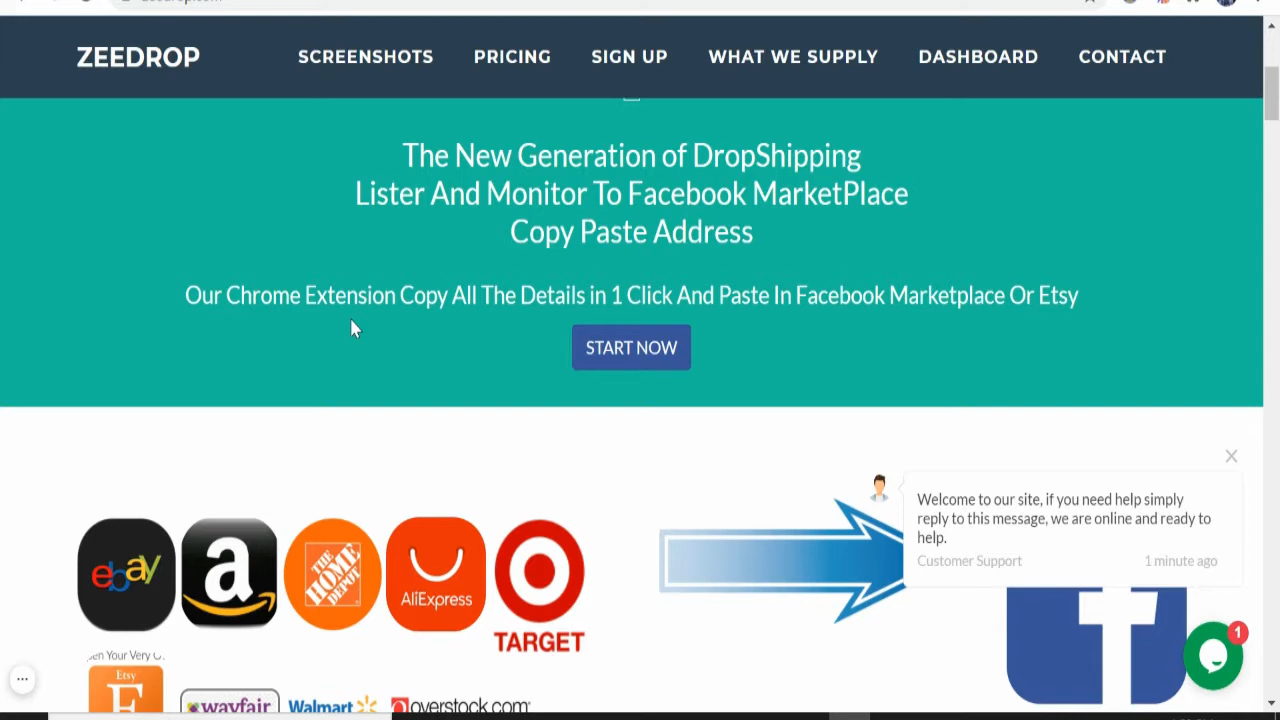 ZEEDROP SCREENSHOTS PRICING SIGN UP WHAT WE SUPPLY DASHBOARD CONTACT
The New Generation of DropShipping
Lister And Monitor To Facebook MarketPlace
Copy Paste Address
Our Chrome Extension Copy All The Details in 1 Click And Paste In Facebook Marketplace Or Etsy
START NOW
Welcome to our site, if you need help simply
reply to this message, we are online and ready to
help.
Customer Support 1 minute ago
ebay
a
THE HOME DEPOT
AliExpress
TARGET
en Your Very
Etsy
E
wayfair
Walmart
overstock.com
f
1